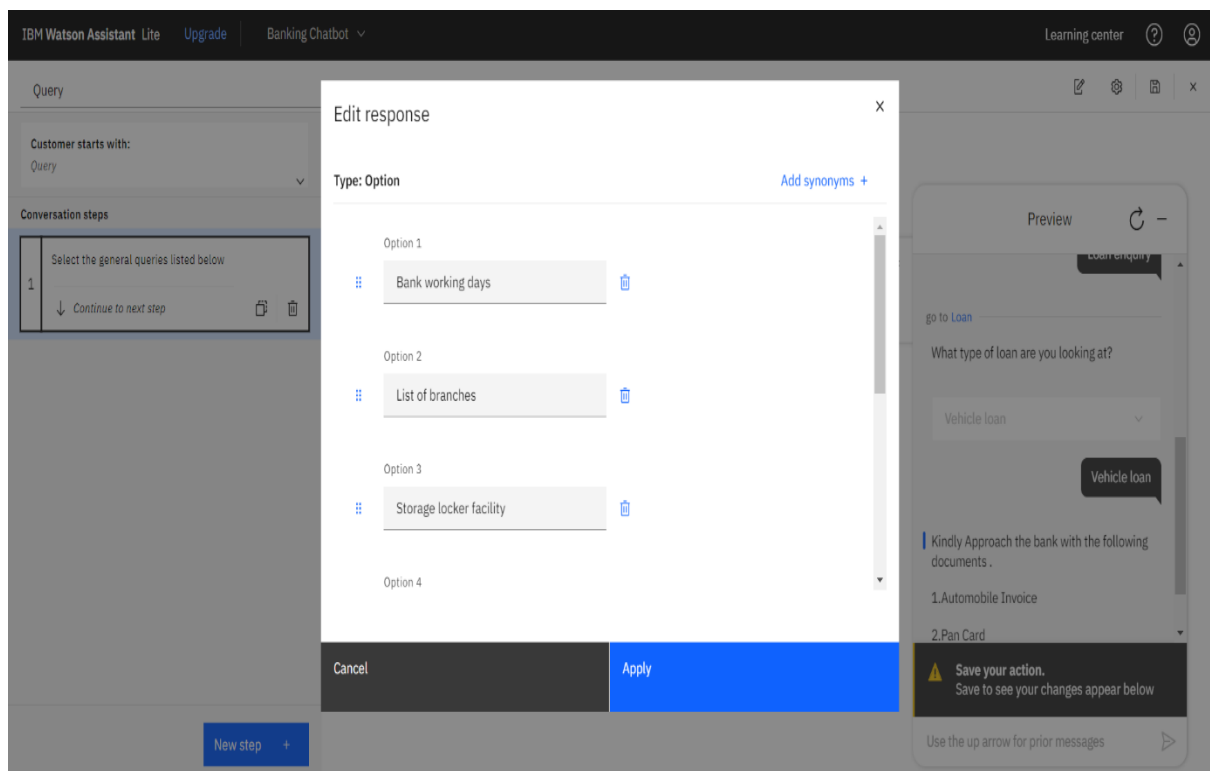 IBM Watson Assistant Lite Upgrade Banking Chatbot Learning center
Query
Customer starts with:
Query
Conversation steps
1
Select the general queries listed below
Continue to next step
New step +
Edit response
Type: Option
Add synonyms +
Option 1
Bank working days
Option 2
List of branches
Option 3
Storage locker facility
Option 4
Cancel
Apply
Preview
Loan enquiry
go to Loan
What type of loan are you looking at?
Vehicle loan
Vehicle loan
Kindly Approach the bank with the following
documents .
1.Automobile Invoice
2.Pan Card
Save your action.
Save to see your changes appear below
Use the up arrow for prior messages